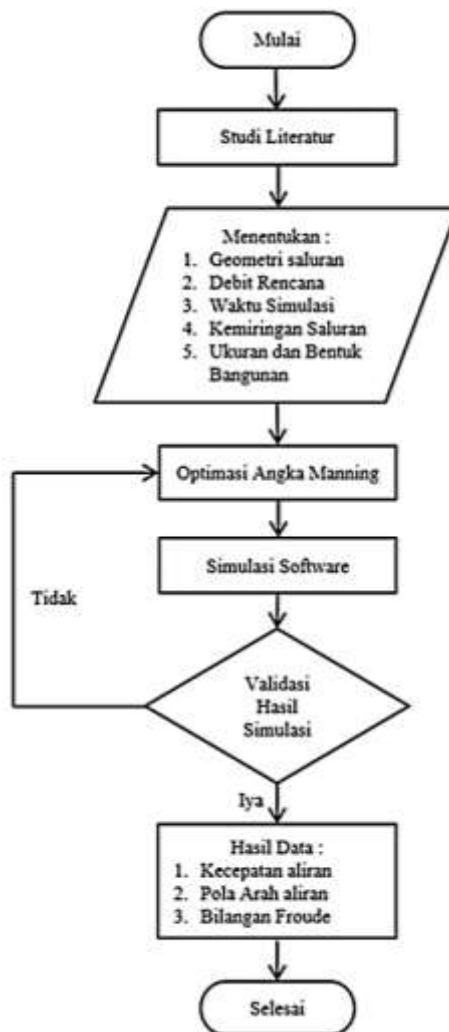 Mulai
Studi Literatur
Menentukan :
1. Geometri saluran
2. Debit Rencana
3. Waktu Simulasi
4. Kemiringan Saluran
5. Ukuran dan Bentuk
Bangunan
Optimasi Angka Manning
Simulasi Software
Tidak
Validasi
Hasil
Simulasi
Iya
Hasil Data :
1. Kecepatan aliran
2. Pola Arah aliran
3. Bilangan Froude
Selesai